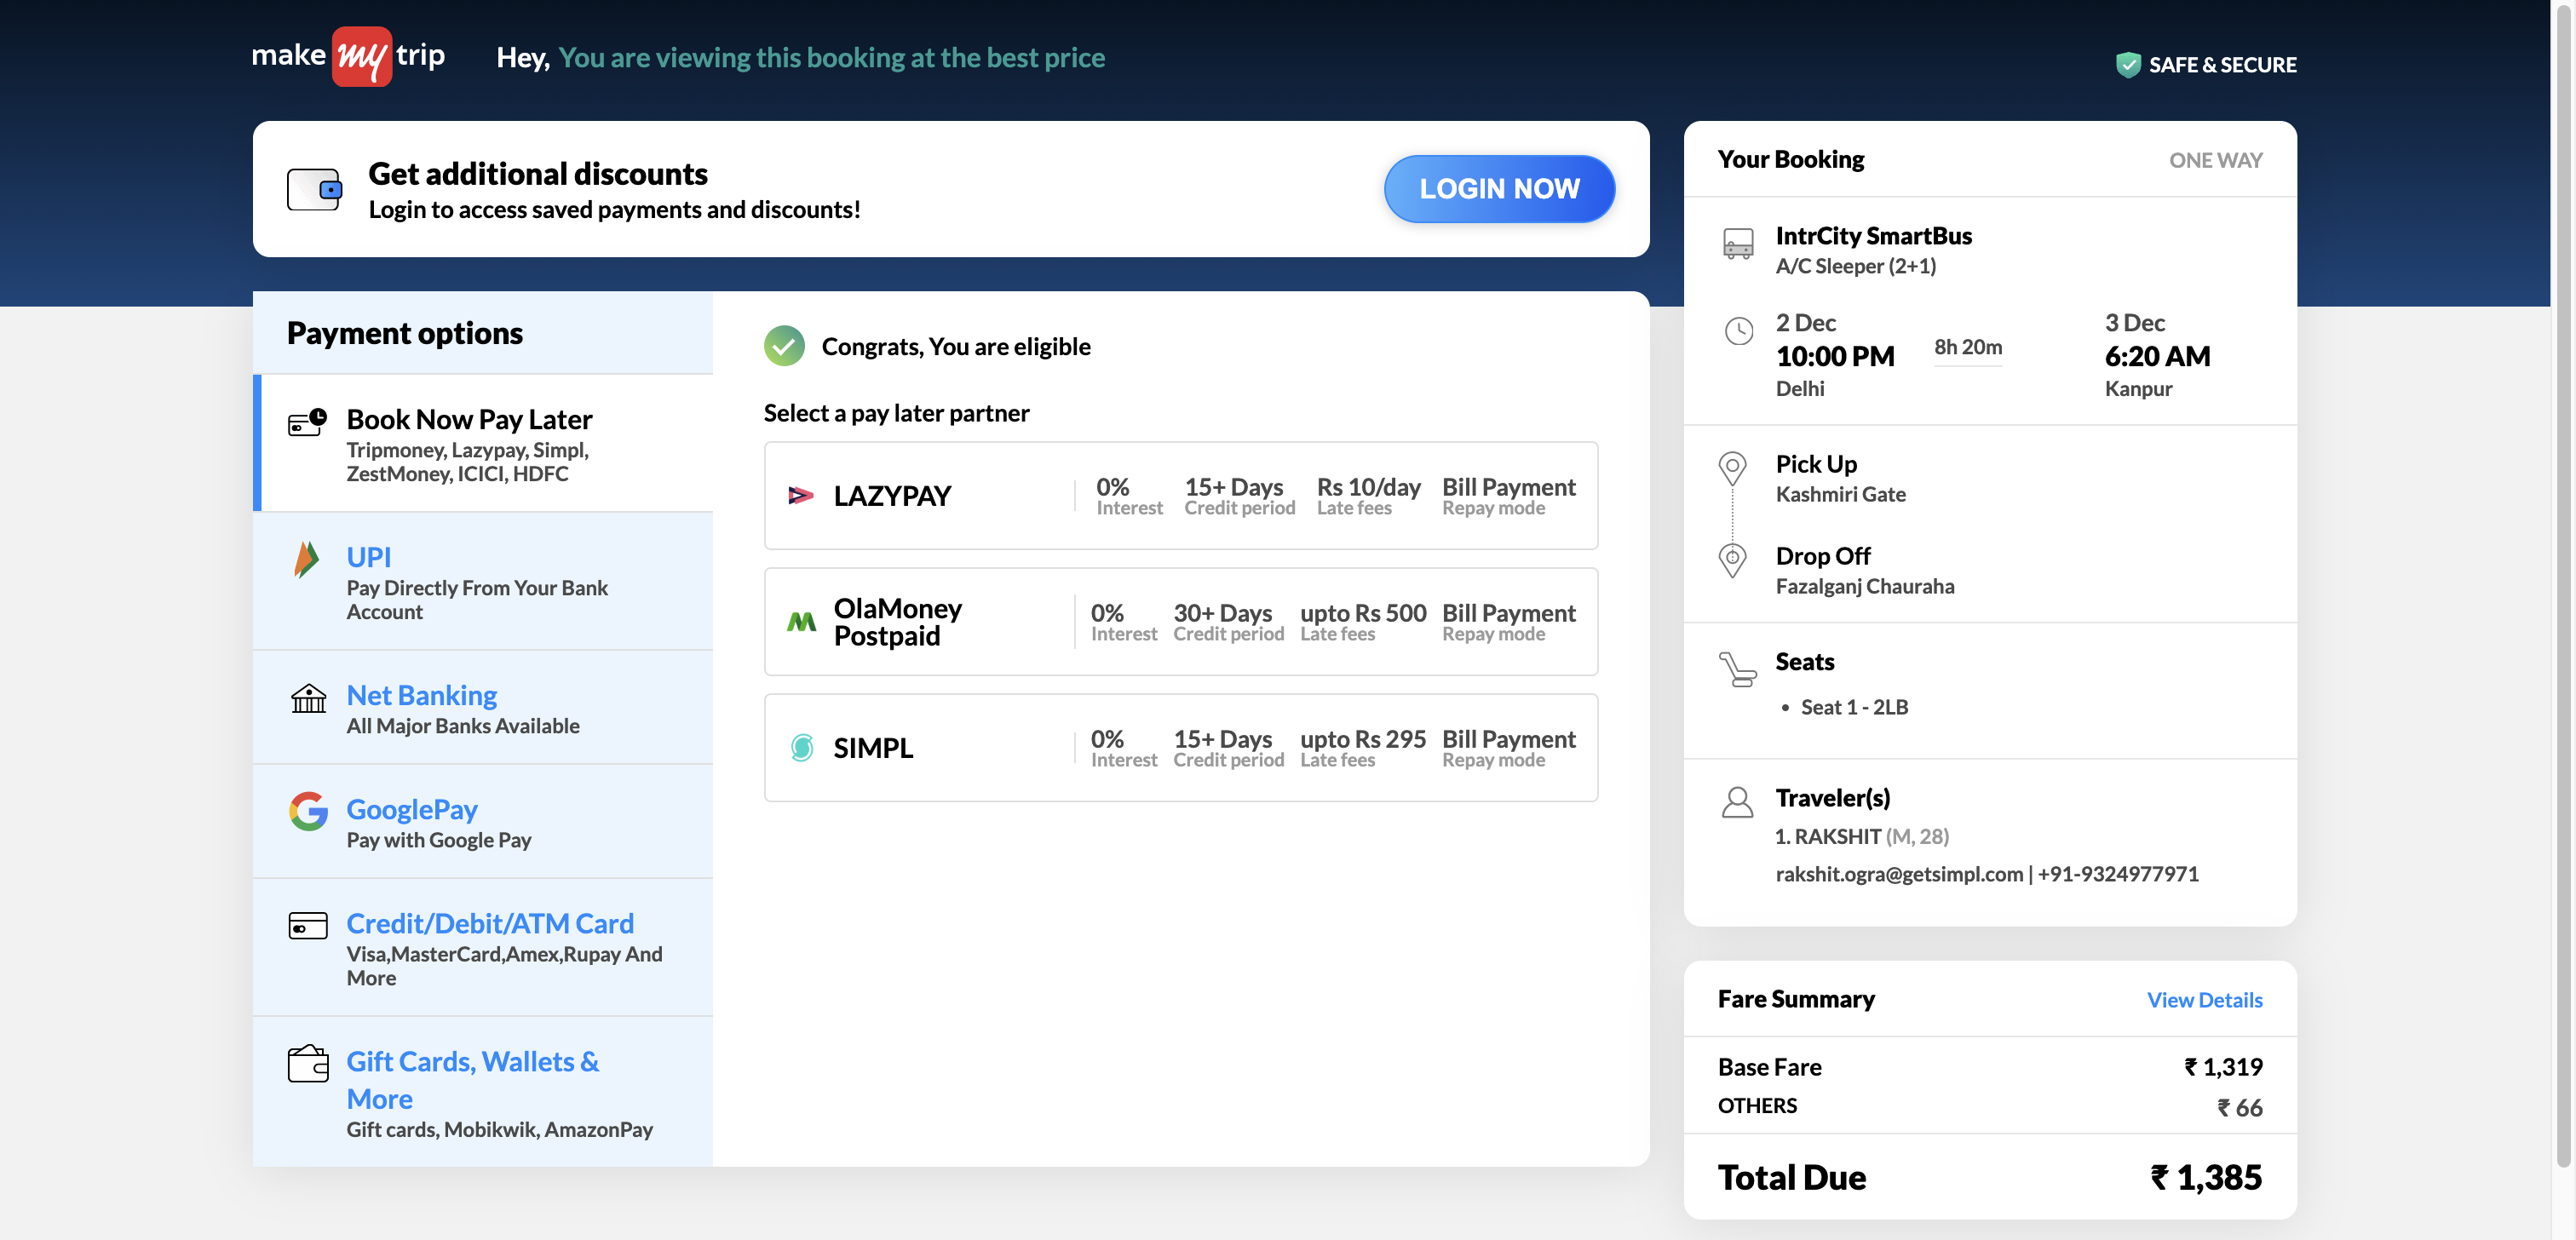 make my trip
Hey, You are viewing this booking at the best price
SAFE & SECURE
Get additional discounts
Login to access saved payments and discounts!
LOGIN NOW
Payment options
Book Now Pay Later
Tripmoney, Lazypay, Simpl,
ZestMoney, ICICI, HDFC
UPI
Pay Directly From Your Bank
Account
Net Banking
All Major Banks Available
GooglePay
Pay with Google Pay
Credit/Debit/ATM Card
Visa,MasterCard,Amex,Rupay And
More
Gift Cards, Wallets &
More
Gift cards, Mobikwik, AmazonPay
Congrats, You are eligible
Select a pay later partner
LAZYPAY
0% 15+ Days Rs 10/day Bill Payment
Interest Credit period Late fees Repay mode
OlaMoney
Postpaid
0% 30+ Days upto Rs 500 Bill Payment
Interest Credit period Late fees Repay mode
SIMPL
0% 15+ Days upto Rs 295 Bill Payment
Interest Credit period Late fees Repay mode
Your Booking ONE WAY
IntrCity SmartBus
A/C Sleeper (2+1)
2 Dec 3 Dec
10:00 PM 8h 20m 6:20 AM
Delhi Kanpur
Pick Up
Kashmiri Gate
Drop Off
Fazalganj Chauraha
Seats
• Seat 1 - 2LB
Traveler(s)
1. RAKSHIT (M, 28)
rakshit.ogra@getsimpl.com | +91-9324977971
Fare Summary View Details
Base Fare ₹ 1,319
OTHERS ₹ 66
Total Due ₹ 1,385